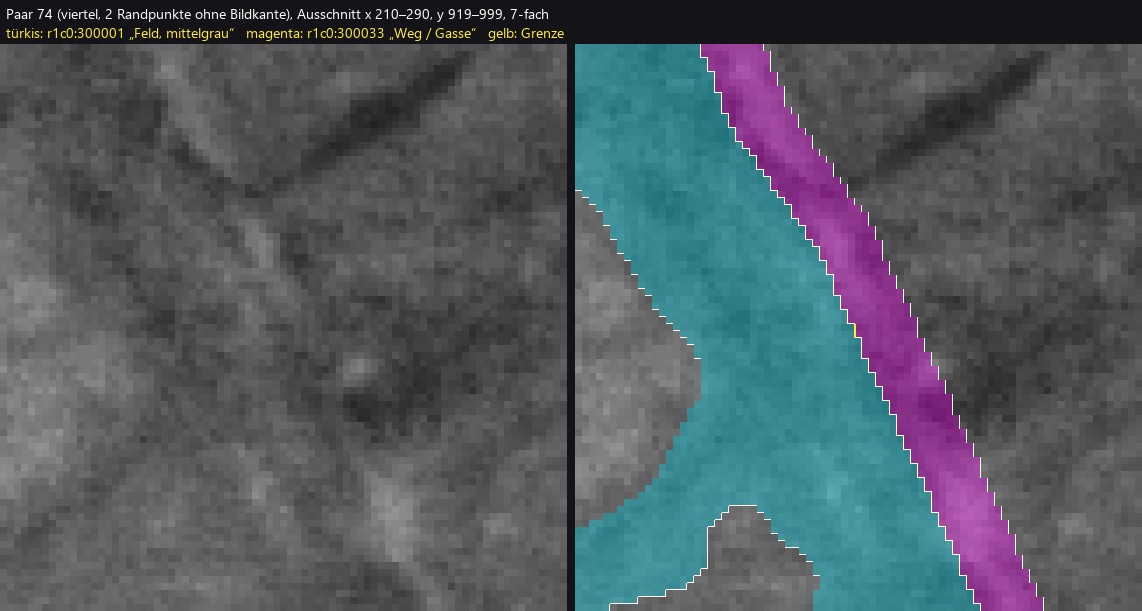 Paar 74 (viertel, 2 Randpunkte ohne Bildkante), Ausschnitt x 210–290, y 919–999, 7-fach
türkis: r1c0:300001 „Feld, mittelgrau“ magenta: r1c0:300033 „Weg / Gasse“ gelb: Grenze